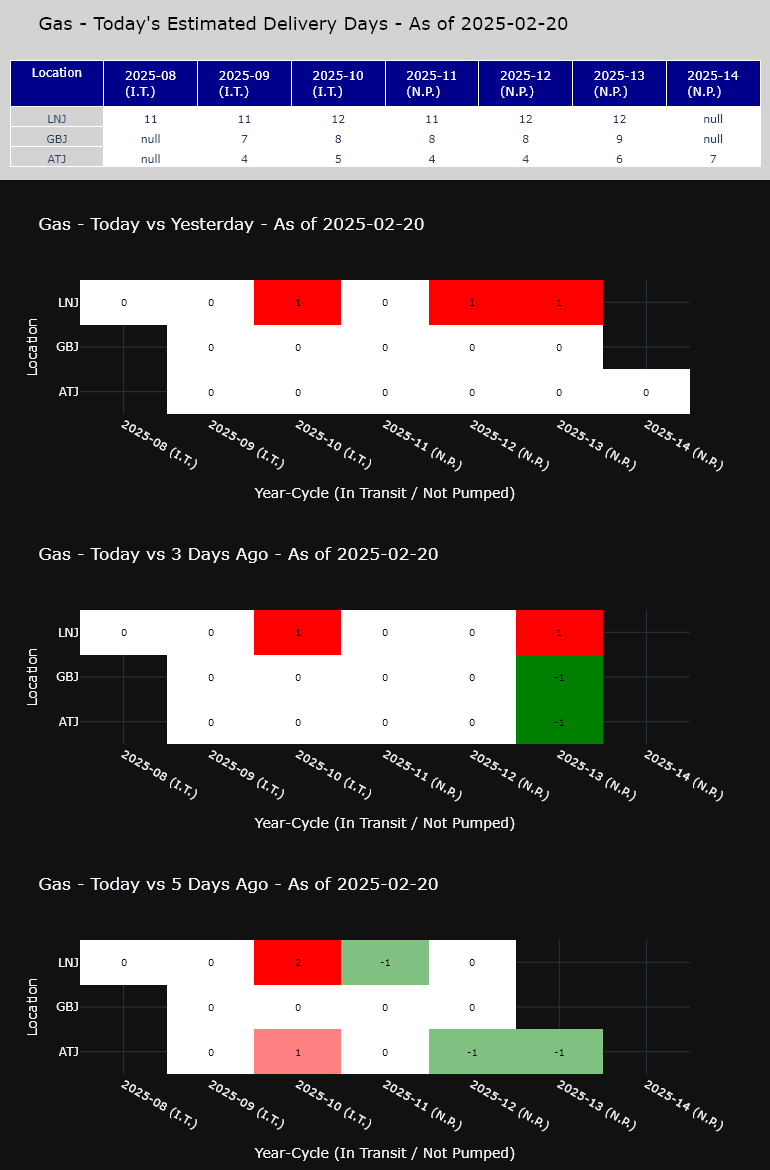 Gas - Today's Estimated Delivery Days - As of 2025-02-20
Location 2025-08 (I.T.) 2025-09 (I.T.) 2025-10 (I.T.) 2025-11 (N.P.) 2025-12 (N.P.) 2025-13 (N.P.) 2025-14 (N.P.)
LNJ 11 11 12 11 12 12 null
GBJ null 7 8 8 8 9 null
ATJ null 4 5 4 4 6 7
Gas - Today vs Yesterday - As of 2025-02-20
Location
LNJ 0 0 1 0 1 1
GBJ 0 0 0 0 0
ATJ 0 0 0 0 0 0
2025-08 (I.T.) 2025-09 (I.T.) 2025-10 (I.T.) 2025-11 (N.P.) 2025-12 (N.P.) 2025-13 (N.P.) 2025-14 (N.P.)
Year-Cycle (In Transit / Not Pumped)
Gas - Today vs 3 Days Ago - As of 2025-02-20
Location
LNJ 0 0 1 0 0 1
GBJ 0 0 0 0 -1
ATJ 0 0 0 0 -1
2025-08 (I.T.) 2025-09 (I.T.) 2025-10 (I.T.) 2025-11 (N.P.) 2025-12 (N.P.) 2025-13 (N.P.) 2025-14 (N.P.)
Year-Cycle (In Transit / Not Pumped)
Gas - Today vs 5 Days Ago - As of 2025-02-20
Location
LNJ 0 0 2 -1 0
GBJ 0 0 0 0
ATJ 0 1 0 -1 -1
2025-08 (I.T.) 2025-09 (I.T.) 2025-10 (I.T.) 2025-11 (N.P.) 2025-12 (N.P.) 2025-13 (N.P.) 2025-14 (N.P.)
Year-Cycle (In Transit / Not Pumped)